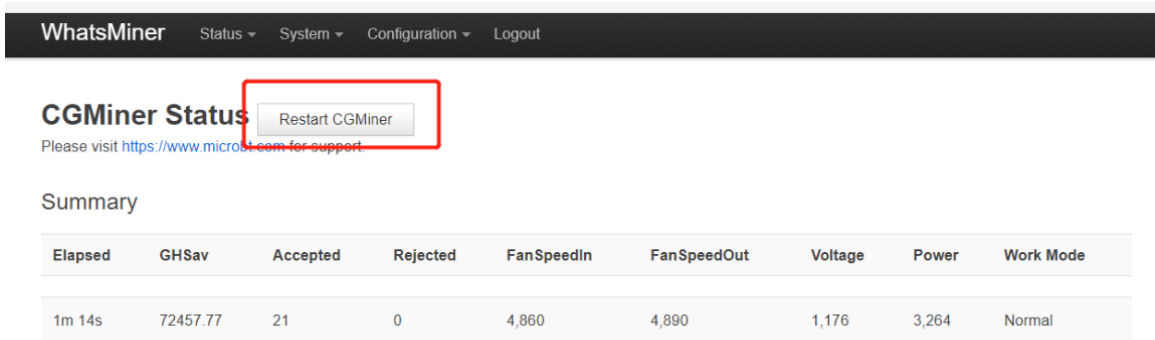 WhatsMiner Status System Configuration Logout
CGMiner Status Restart CGMiner
Please visit https://www.microbt.com for support.
Summary
Elapsed GHSav Accepted Rejected FanSpeedIn FanSpeedOut Voltage Power Work Mode
1m 14s 72457.77 21 0 4,860 4,890 1,176 3,264 Normal